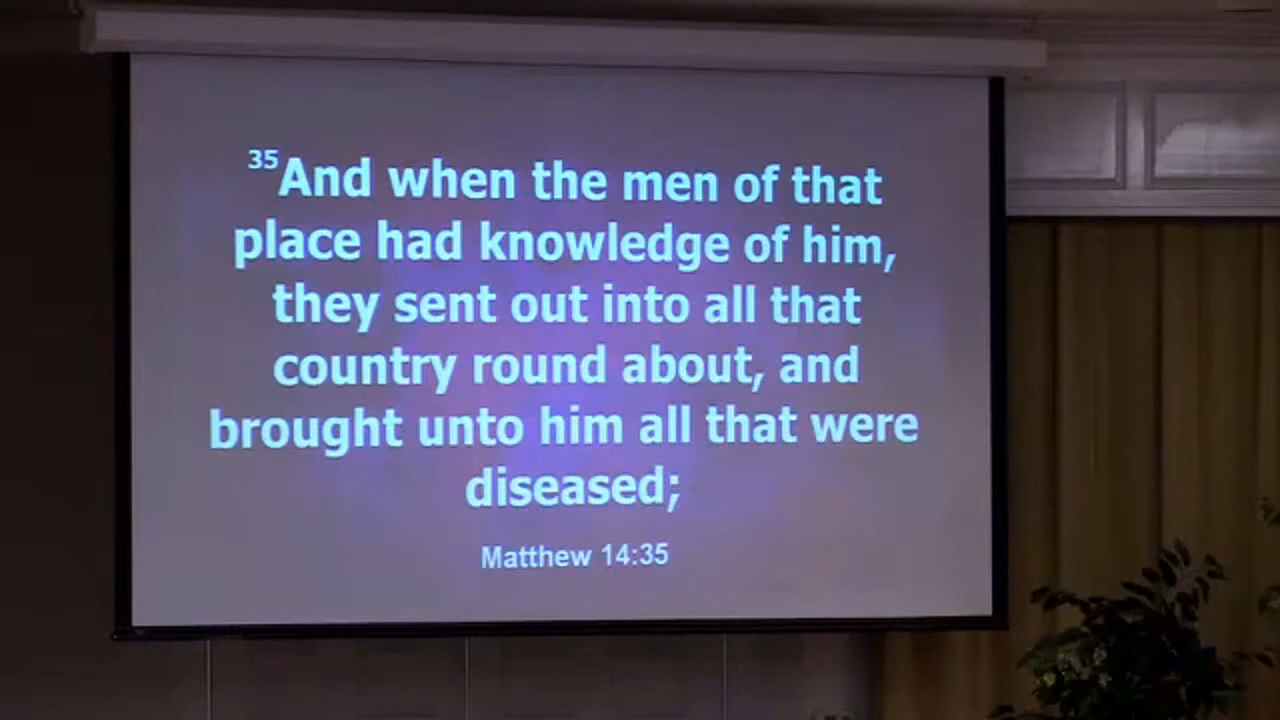 35And when the men of that
place had knowledge of him,
they sent out into all that
country round about, and
brought unto him all that were
diseased;
Matthew 14:35